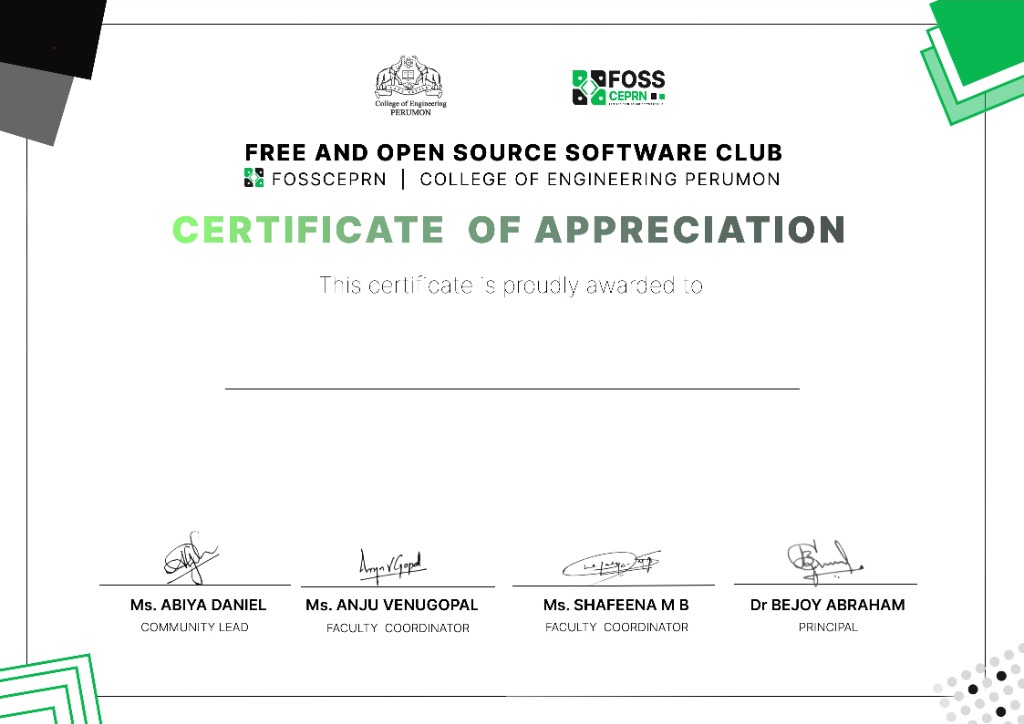 College of Engineering
PERUMON
FOSS
CEPRN
FREE AND OPEN SOURCE SOFTWARE CLUB
FOSSCEPRN | COLLEGE OF ENGINEERING PERUMON
CERTIFICATE OF APPRECIATION
This certificate is proudly awarded to
Ms. ABIYA DANIEL
COMMUNITY LEAD
Ms. ANJU VENUGOPAL
FACULTY COORDINATOR
Ms. SHAFEENA M B
FACULTY COORDINATOR
Dr BEJOY ABRAHAM
PRINCIPAL